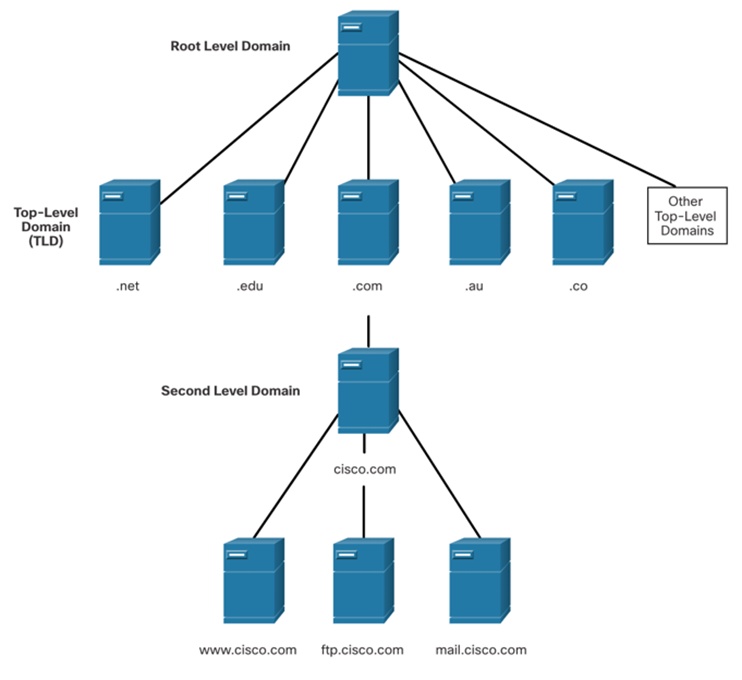 Root Level Domain
Top-Level
Domain
(TLD)
Other
Top-Level
Domains
.net
.edu
.com
.au
.co
Second Level Domain
cisco.com
www.cisco.com
ftp.cisco.com
mail.cisco.com